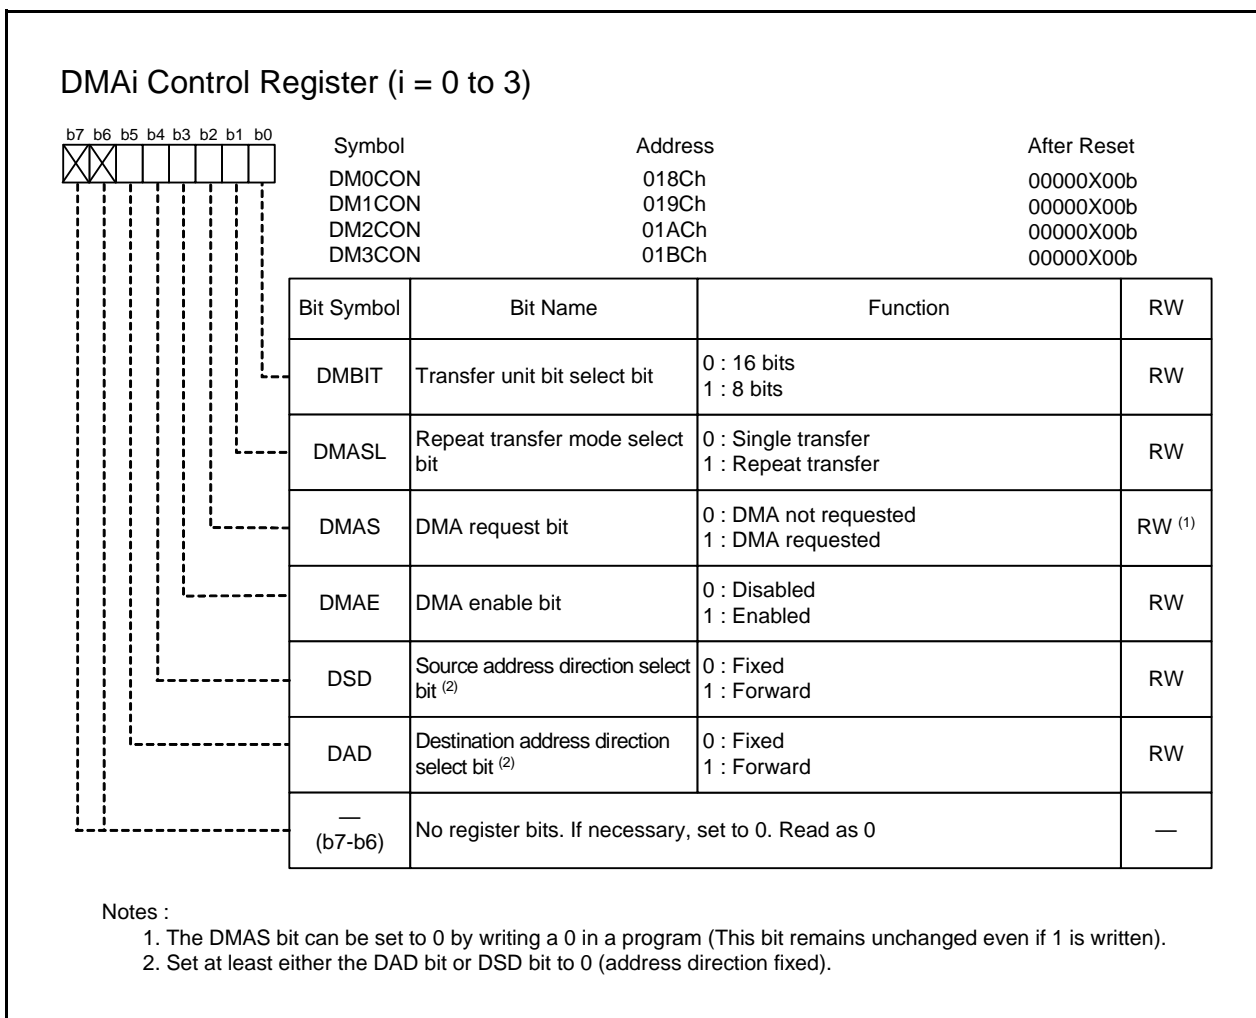 DMAi Control Register (i = 0 to 3)
b7 b6 b5 b4 b3 b2 b1 b0
Symbol Address After Reset
DM0CON 018Ch 00000X00b
DM1CON 019Ch 00000X00b
DM2CON 01ACh 00000X00b
DM3CON 01BCh 00000X00b
Bit Symbol Bit Name Function RW
DMBIT Transfer unit bit select bit 0 : 16 bits RW
1 : 8 bits
DMASL Repeat transfer mode select 0 : Single transfer RW
bit 1 : Repeat transfer
DMAS DMA request bit 0 : DMA not requested RW (1)
1 : DMA requested
DMAE DMA enable bit 0 : Disabled RW
1 : Enabled
DSD Source address direction select 0 : Fixed RW
bit (2) 1 : Forward
DAD Destination address direction 0 : Fixed RW
select bit (2) 1 : Forward
— No register bits. If necessary, set to 0. Read as 0 —
(b7-b6)
Notes :
1. The DMAS bit can be set to 0 by writing a 0 in a program (This bit remains unchanged even if 1 is written).
2. Set at least either the DAD bit or DSD bit to 0 (address direction fixed).